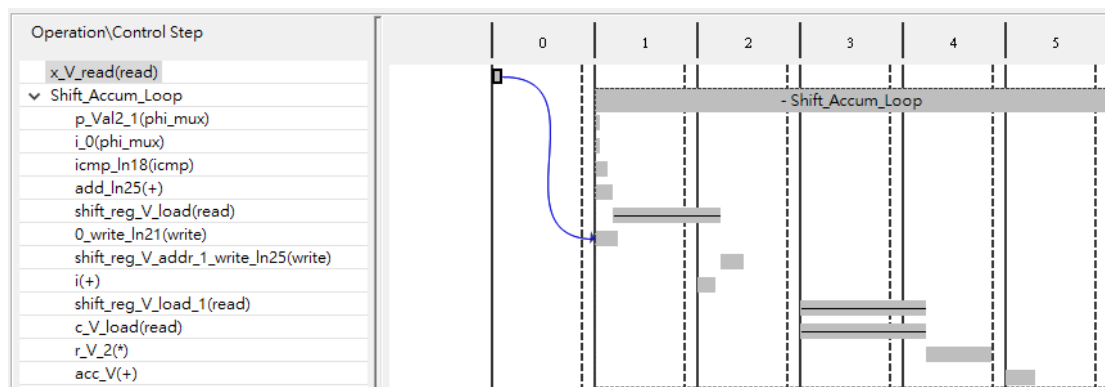 Operation\Control Step
0 1 2 3 4 5
x_V_read(read)
Shift_Accum_Loop
- Shift_Accum_Loop
p_Val2_1(phi_mux)
i_0(phi_mux)
icmp_ln18(icmp)
add_ln25(+)
shift_reg_V_load(read)
0_write_ln21(write)
shift_reg_V_addr_1_write_ln25(write)
i(+)
shift_reg_V_load_1(read)
c_V_load(read)
r_V_2(*)
acc_V(+)